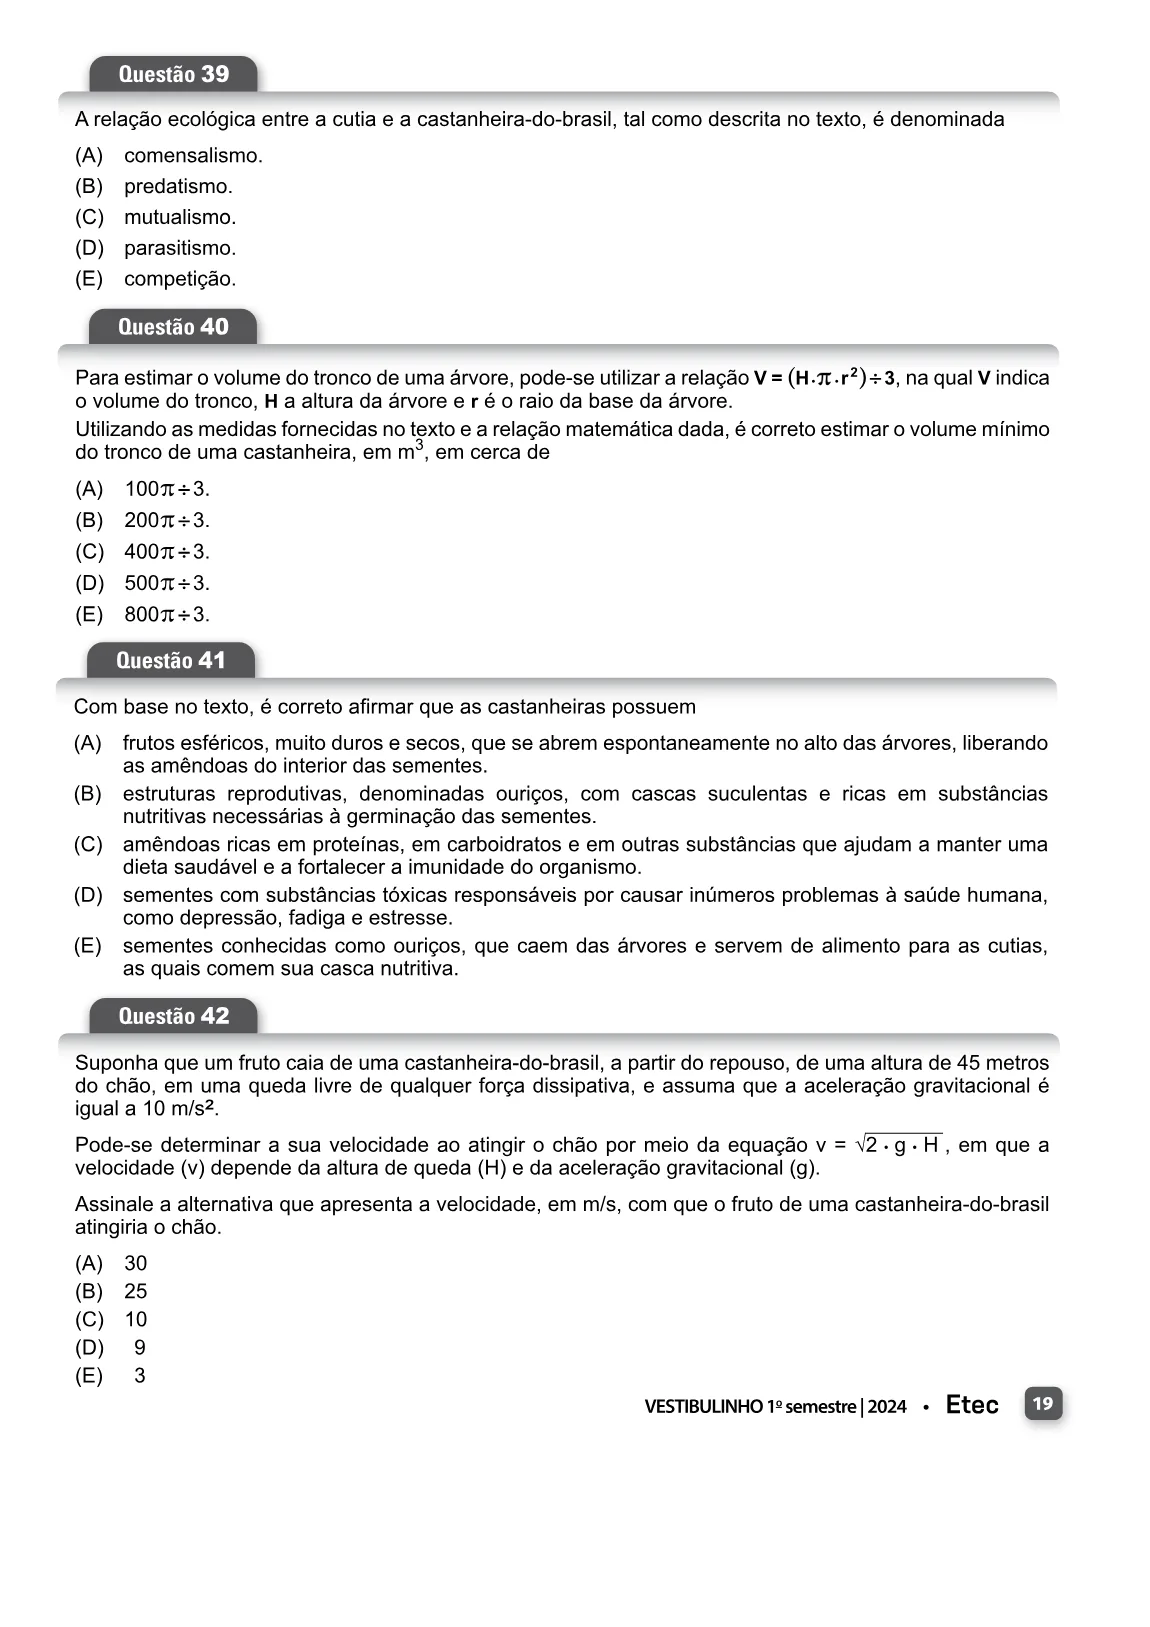 Questão 39
A relação ecológica entre a cutia e a castanheira-do-brasil, tal como descrita no texto, é denominada
(A) comensalismo.
(B) predatismo.
(C) mutualismo.
(D) parasitismo.
(E) competição.
Questão 40
Para estimar o volume do tronco de uma árvore, pode-se utilizar a relação V = (H·π·r²)÷3, na qual V indica
o volume do tronco, H a altura da árvore e r é o raio da base da árvore.
Utilizando as medidas fornecidas no texto e a relação matemática dada, é correto estimar o volume mínimo
do tronco de uma castanheira, em m³, em cerca de
(A) 100π÷3.
(B) 200π÷3.
(C) 400π÷3.
(D) 500π÷3.
(E) 800π÷3.
Questão 41
Com base no texto, é correto afirmar que as castanheiras possuem
(A) frutos esféricos, muito duros e secos, que se abrem espontaneamente no alto das árvores, liberando
as amêndoas do interior das sementes.
(B) estruturas reprodutivas, denominadas ouriços, com cascas suculentas e ricas em substâncias
nutritivas necessárias à germinação das sementes.
(C) amêndoas ricas em proteínas, em carboidratos e em outras substâncias que ajudam a manter uma
dieta saudável e a fortalecer a imunidade do organismo.
(D) sementes com substâncias tóxicas responsáveis por causar inúmeros problemas à saúde humana,
como depressão, fadiga e estresse.
(E) sementes conhecidas como ouriços, que caem das árvores e servem de alimento para as cutias,
as quais comem sua casca nutritiva.
Questão 42
Suponha que um fruto caia de uma castanheira-do-brasil, a partir do repouso, de uma altura de 45 metros
do chão, em uma queda livre de qualquer força dissipativa, e assuma que a aceleração gravitacional é
igual a 10 m/s².
Pode-se determinar a sua velocidade ao atingir o chão por meio da equação v = √2 · g · H , em que a
velocidade (v) depende da altura de queda (H) e da aceleração gravitacional (g).
Assinale a alternativa que apresenta a velocidade, em m/s, com que o fruto de uma castanheira-do-brasil
atingiria o chão.
(A) 30
(B) 25
(C) 10
(D) 9
(E) 3
VESTIBULINHO 1º semestre | 2024 • Etec 19